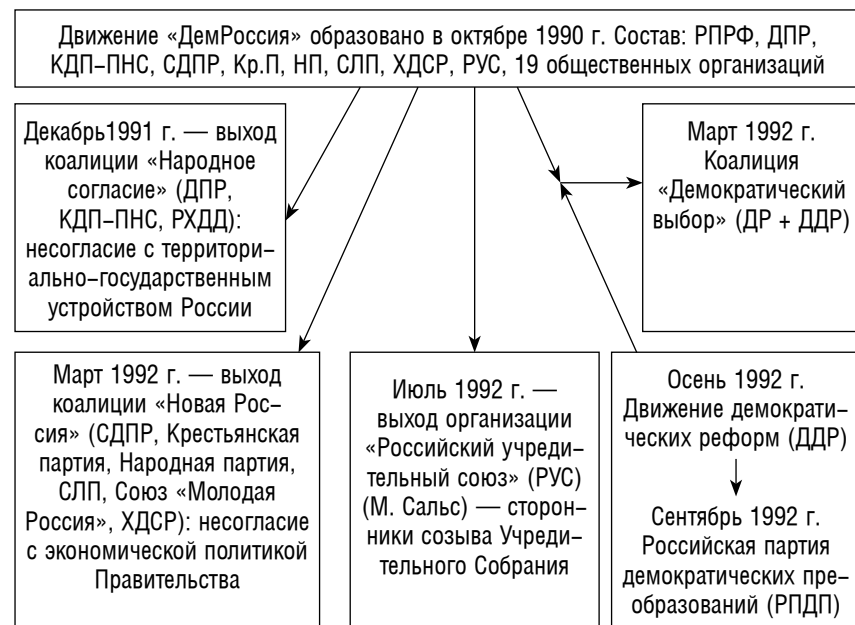 Движение «ДемРоссия» образовано в октябре 1990 г. Состав: РПРФ, ДПР,
КДП–ПНС, СДПР, Кр.П, НП, СЛП, ХДСР, РУС, 19 общественных организаций
Декабрь1991 г. — выход
коалиции «Народное
согласие» (ДПР,
КДП–ПНС, РХДД):
несогласие с территори–
ально–государственным
устройством России
Март 1992 г.
Коалиция
«Демократический
выбор» (ДР + ДДР)
Март 1992 г. — выход
коалиции «Новая Рос–
сия» (СДПР, Крестьянская
партия, Народная партия,
СЛП, Союз «Молодая
Россия», ХДСР): несогласие
с экономической политикой
Правительства
Июль 1992 г. —
выход организации
«Российский учреди–
тельный союз» (РУС)
(М. Сальс) — сторон–
ники созыва Учреди–
тельного Собрания
Осень 1992 г.
Движение демократи–
ческих реформ (ДДР)
Сентябрь 1992 г.
Российская партия
демократических пре–
образований (РПДП)